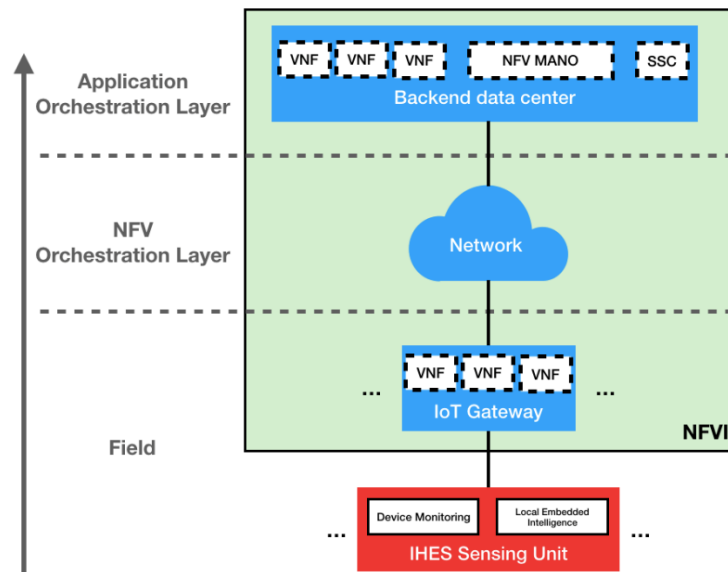 VNF VNF VNF NFV MANO SSC
Backend data center
Application
Orchestration Layer
NFV
Orchestration Layer
Network
VNF VNF VNF
... ...
IoT Gateway
NFVI
Field
Device Monitoring
Local Embedded
Intelligence
... ...
IHES Sensing Unit